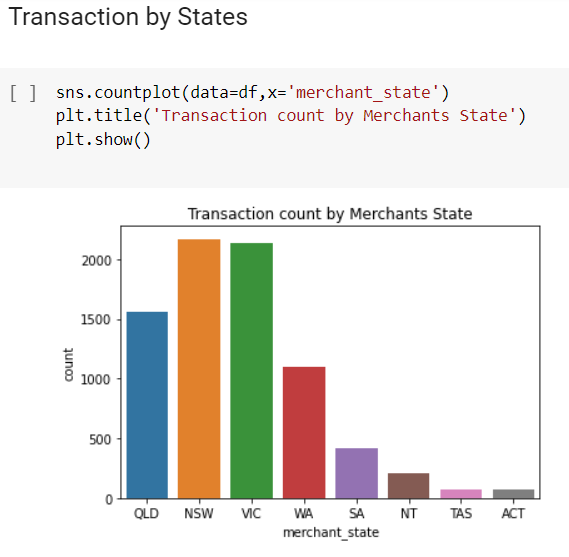 Transaction by States
[ ] sns.countplot(data=df,x='merchant_state')
plt.title('Transaction count by Merchants State')
plt.show()
Transaction count by Merchants State
2000
1500
1000
500
0
count
QLD NSW VIC WA SA NT TAS ACT
merchant_state